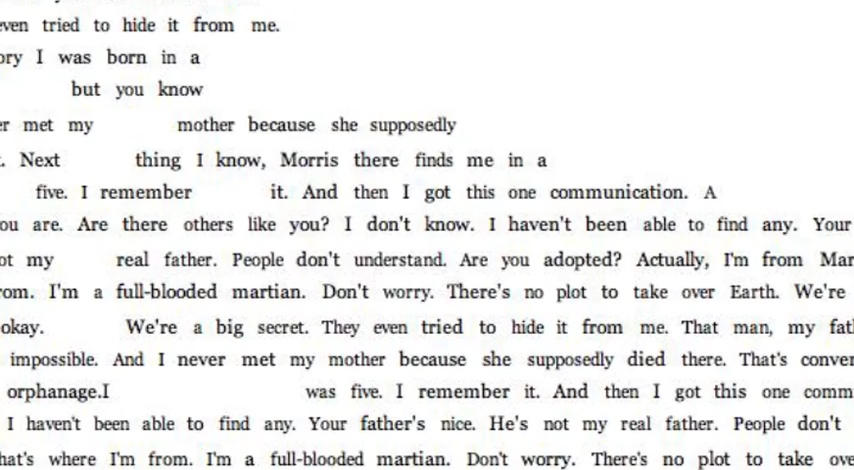 even tried to hide it from me.
ory I was born in a
but you know
er met my mother because she supposedly
. Next thing I know, Morris there finds me in a
five. I remember it. And then I got this one communication. A
ou are. Are there others like you? I don't know. I haven't been able to find any. Your
ot my real father. People don't understand. Are you adopted? Actually, I'm from Mar
rom. I'm a full-blooded martian. Don't worry. There's no plot to take over Earth. We're
okay. We're a big secret. They even tried to hide it from me. That man, my fat
impossible. And I never met my mother because she supposedly died there. That's conver
orphanage.I was five. I remember it. And then I got this one comm
I haven't been able to find any. Your father's nice. He's not my real father. People don't
hat's where I'm from. I'm a full-blooded martian. Don't worry. There's no plot to take ove